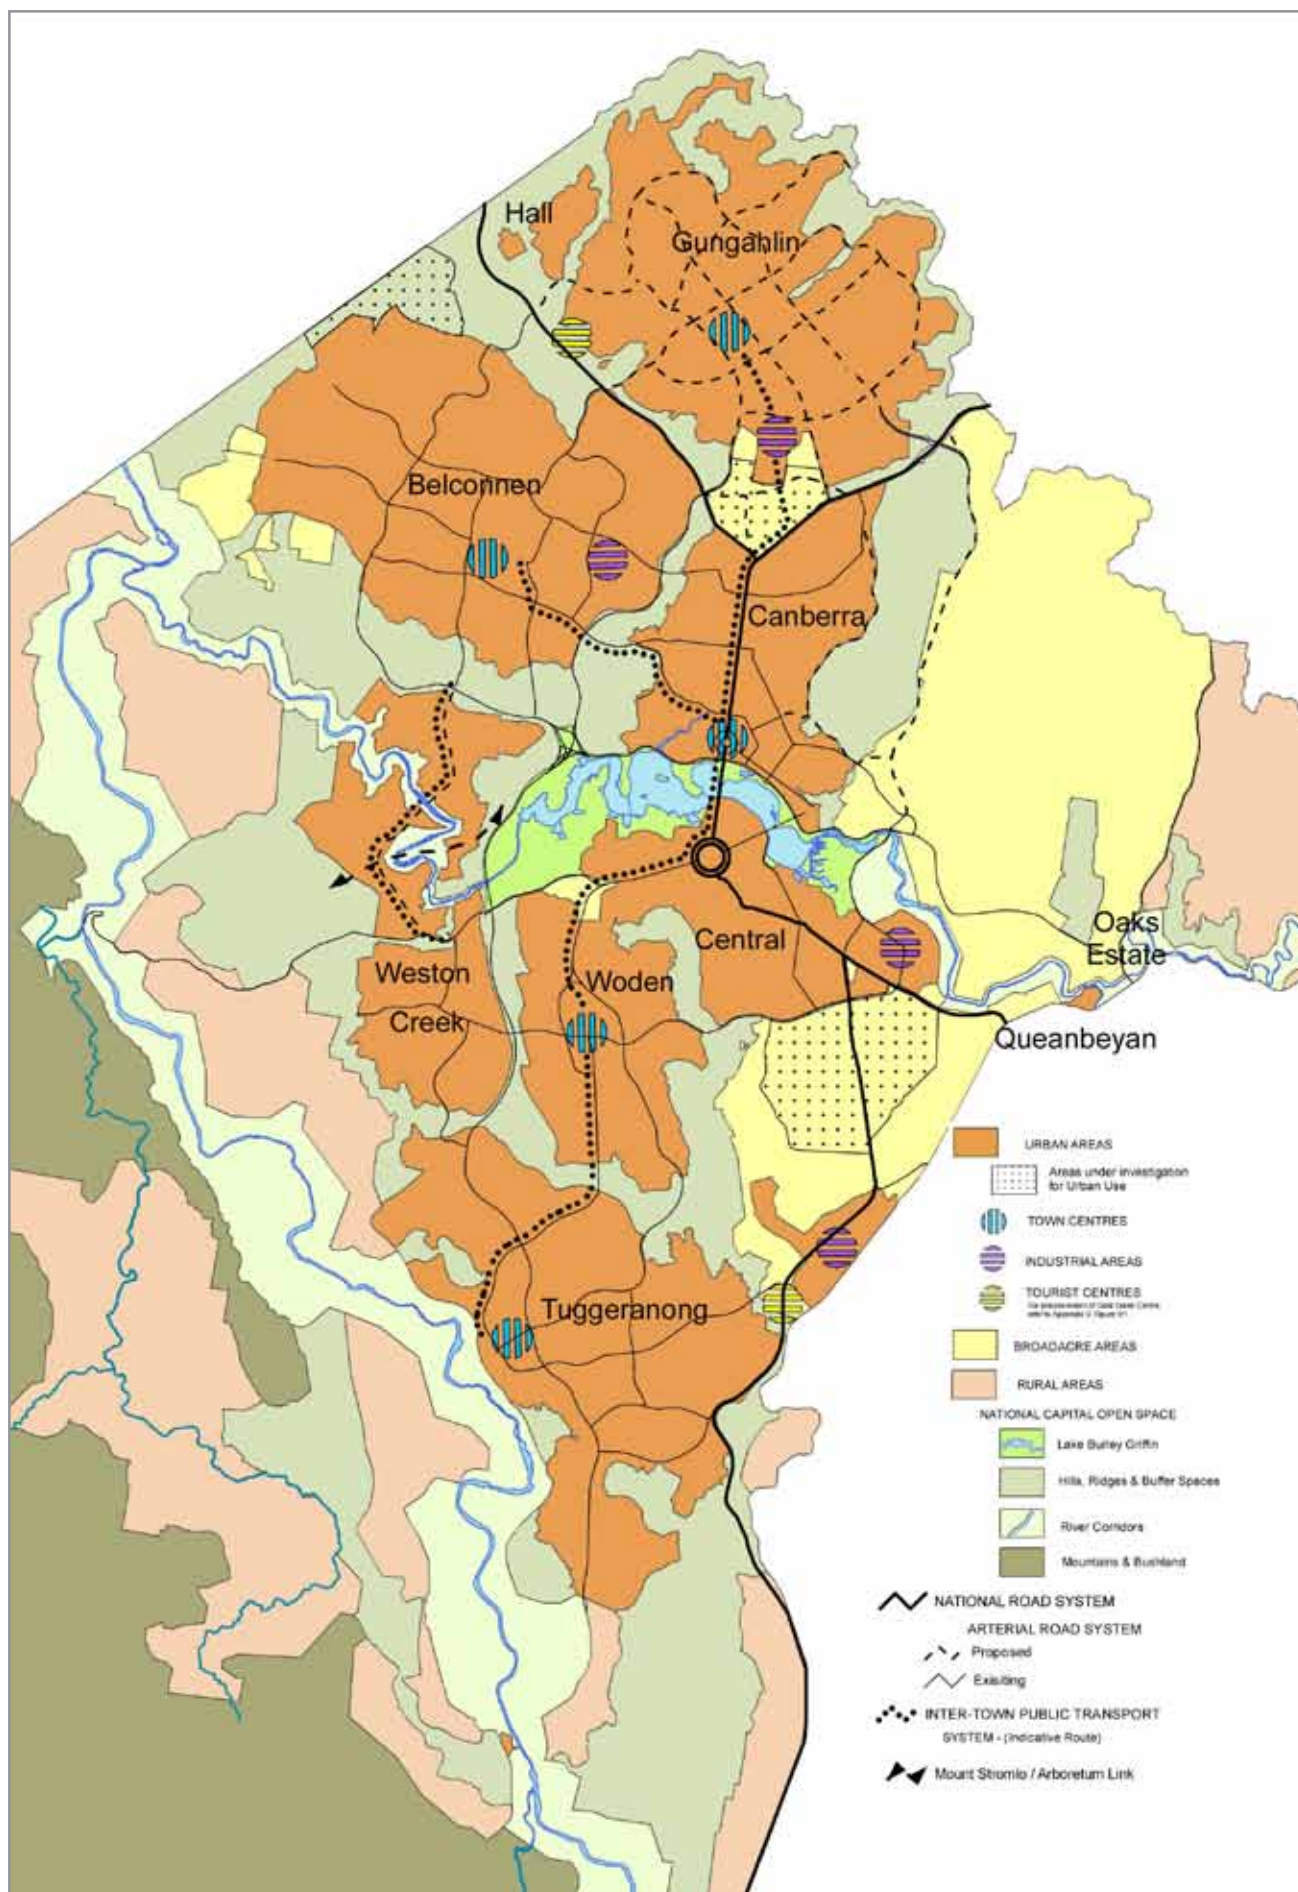 Hall
Gungahlin
Belconnen
Canberra
Oaks
Estate
Central
Weston
Creek
Woden
Queanbeyan
Tuggeranong
URBAN AREAS
Areas under investigation
for Urban Use
TOWN CENTRES
INDUSTRIAL AREAS
TOURIST CENTRES
BROADACRE AREAS
RURAL AREAS
NATIONAL CAPITAL OPEN SPACE
Lake Burley Griffin
Hills, Ridges & Buffer Spaces
River Corridors
Mountains & Bushland
NATIONAL ROAD SYSTEM
ARTERIAL ROAD SYSTEM
Proposed
Exisiting
INTER-TOWN PUBLIC TRANSPORT
SYSTEM - (Indicative Route)
Mount Stromlo / Arboretum Link